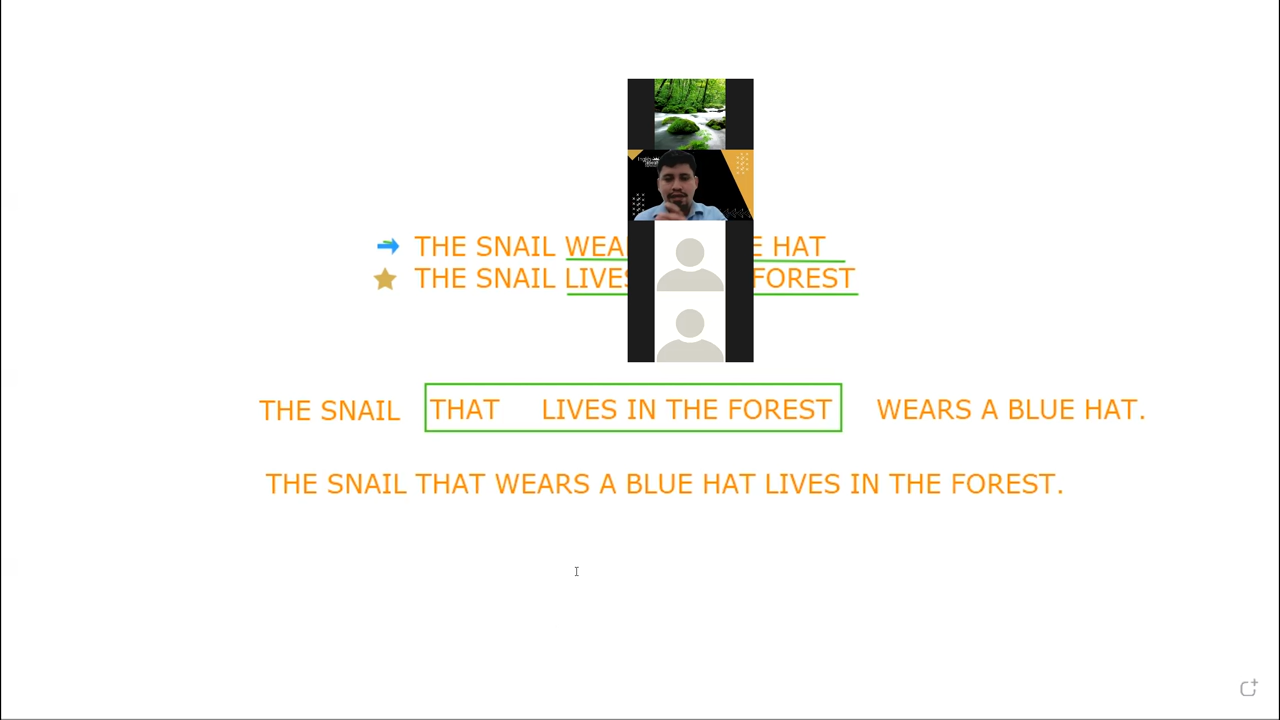 THE SNAIL WEA E HAT
THE SNAIL LIVES FOREST
THE SNAIL THAT LIVES IN THE FOREST WEARS A BLUE HAT.
THE SNAIL THAT WEARS A BLUE HAT LIVES IN THE FOREST.